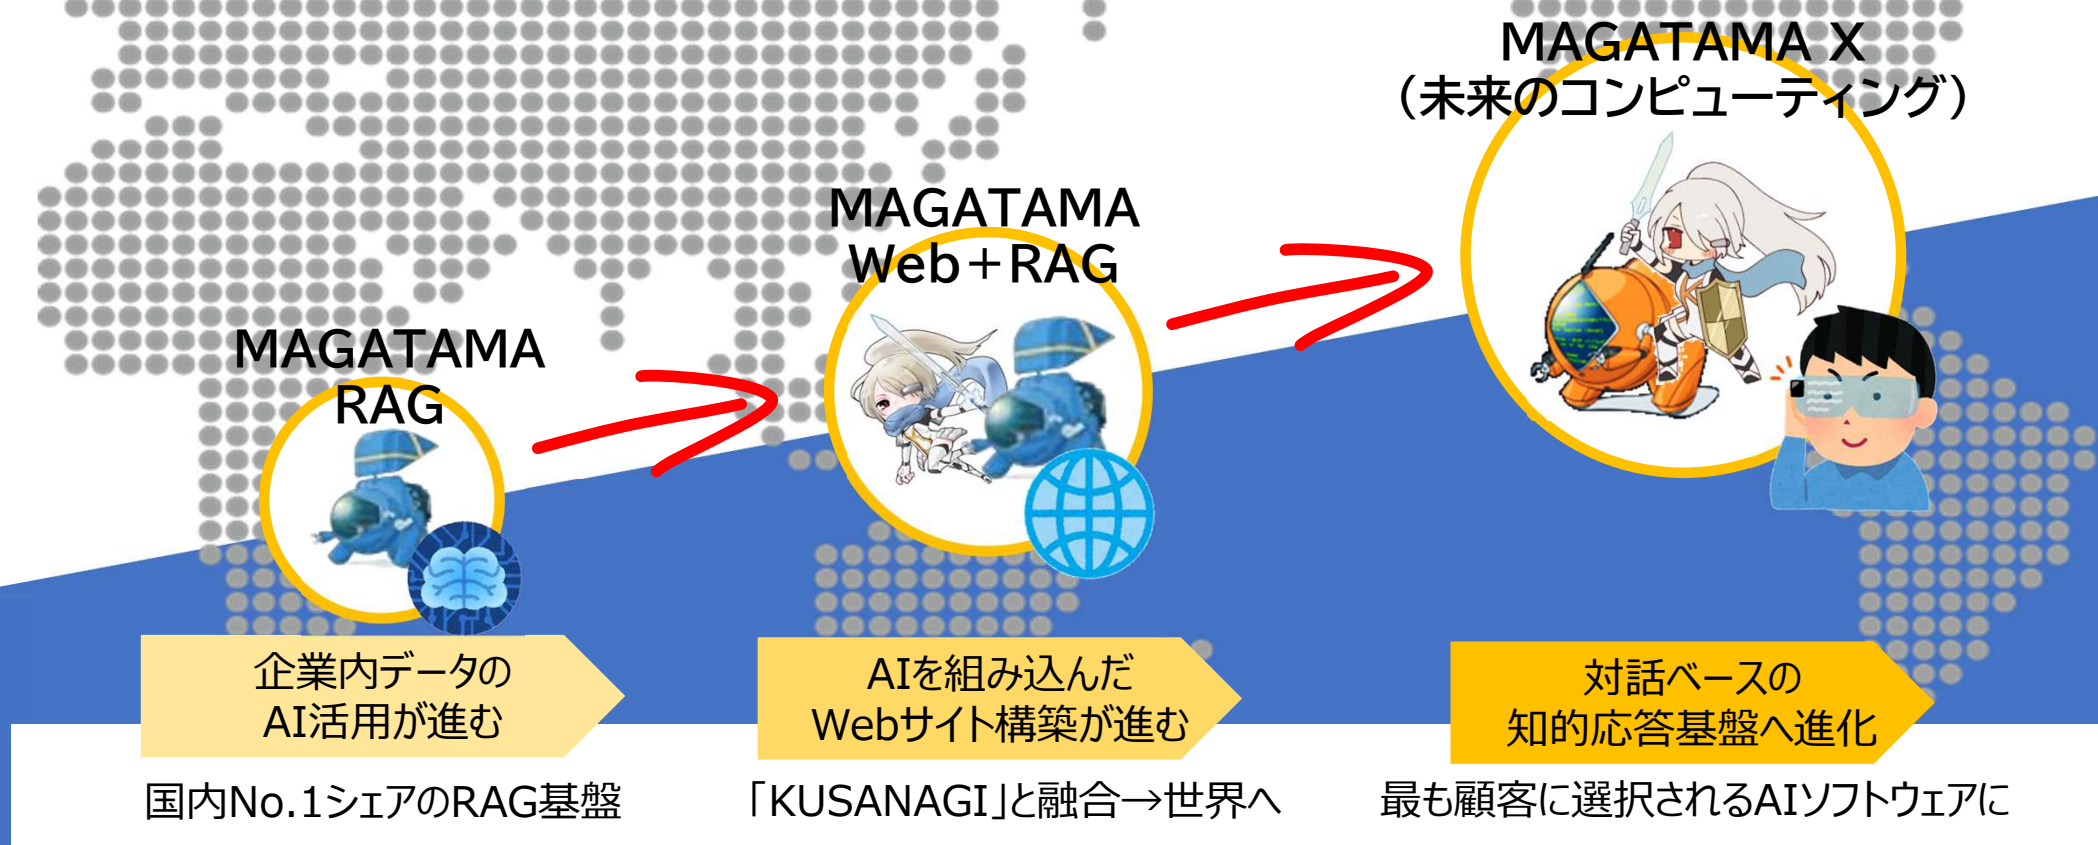 MAGATAMA
RAG
企業内データの
AI活用が進む
国内No.1シェアのRAG基盤
MAGATAMA
Web+RAG
AIを組み込んだ
Webサイト構築が進む
「KUSANAGI」と融合→世界へ
MAGATAMA X
（未来のコンピューティング）
対話ベースの
知的応答基盤へ進化
最も顧客に選択されるAIソフトウェアに